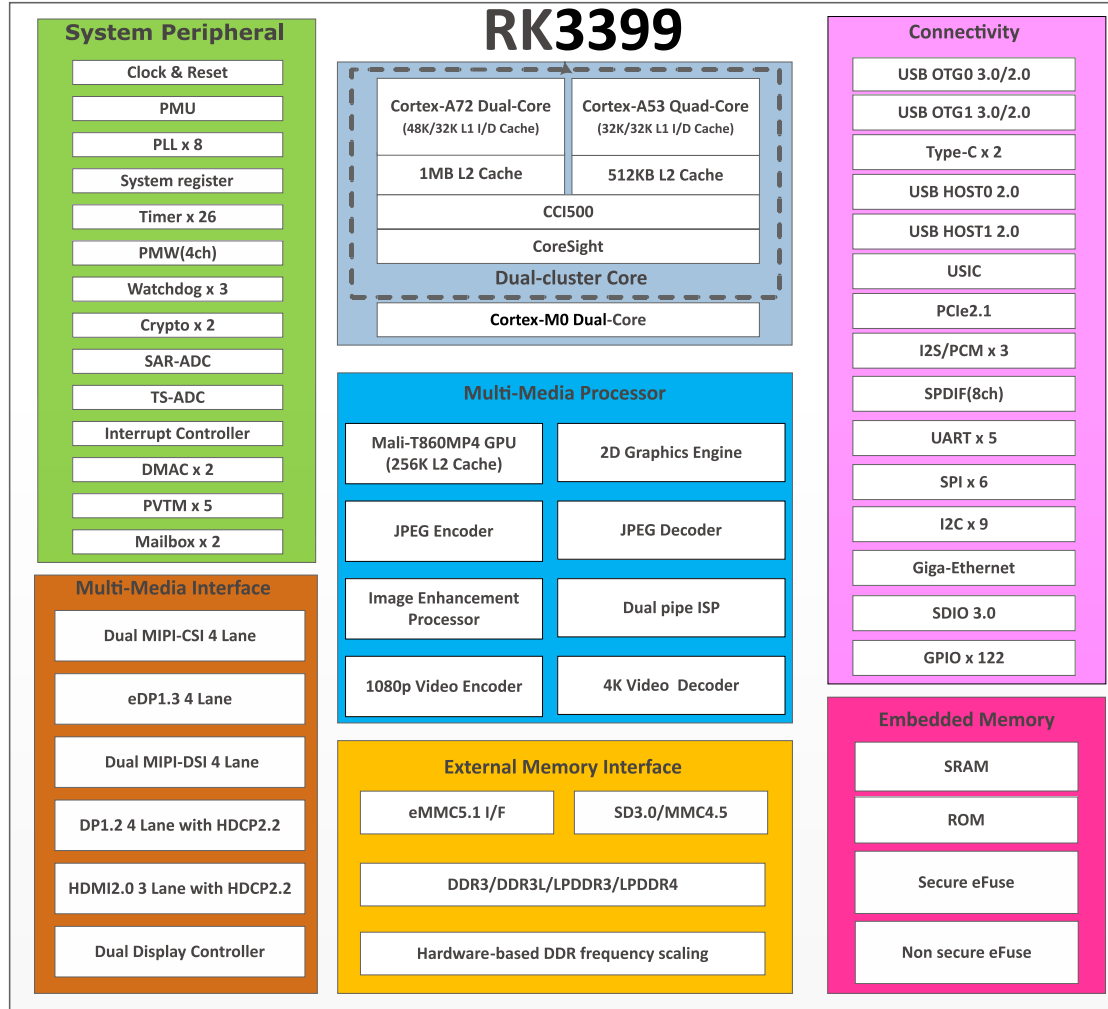 RK3399
System Peripheral
Clock & Reset
PMU
PLL x 8
System register
Timer x 26
PMW(4ch)
Watchdog x 3
Crypto x 2
SAR-ADC
TS-ADC
Interrupt Controller
DMAC x 2
PVTM x 5
Mailbox x 2
Multi-Media Interface
Dual MIPI-CSI 4 Lane
eDP1.3 4 Lane
Dual MIPI-DSI 4 Lane
DP1.2 4 Lane with HDCP2.2
HDMI2.0 3 Lane with HDCP2.2
Dual Display Controller
Cortex-A72 Dual-Core
(48K/32K L1 I/D Cache)
1MB L2 Cache
Cortex-A53 Quad-Core
(32K/32K L1 I/D Cache)
512KB L2 Cache
CCI500
CoreSight
Dual-cluster Core
Cortex-M0 Dual-Core
Multi-Media Processor
Mali-T860MP4 GPU
(256K L2 Cache)
2D Graphics Engine
JPEG Encoder
JPEG Decoder
Image Enhancement
Processor
Dual pipe ISP
1080p Video Encoder
4K Video  Decoder
External Memory Interface
eMMC5.1 I/F
SD3.0/MMC4.5
DDR3/DDR3L/LPDDR3/LPDDR4
Hardware-based DDR frequency scaling
Connectivity
USB OTG0 3.0/2.0
USB OTG1 3.0/2.0
Type-C x 2
USB HOST0 2.0
USB HOST1 2.0
USIC
PCIe2.1
I2S/PCM x 3
SPDIF(8ch)
UART x 5
SPI x 6
I2C x 9
Giga-Ethernet
SDIO 3.0
GPIO x 122
Embedded Memory
SRAM
ROM
Secure eFuse
Non secure eFuse